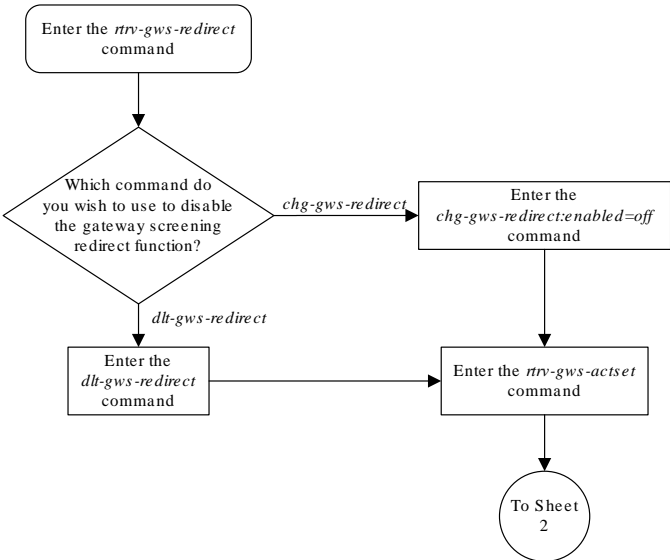 Enter the rtrv-gws-redirect
command
Which command do
you wish to use to disable
the gateway screening
redirect function?
chg-gws-redirect
Enter the
chg-gws-redirect:enabled=off
command
dlt-gws-redirect
Enter the
dlt-gws-redirect
command
Enter the rtrv-gws-actset
command
To Sheet
2